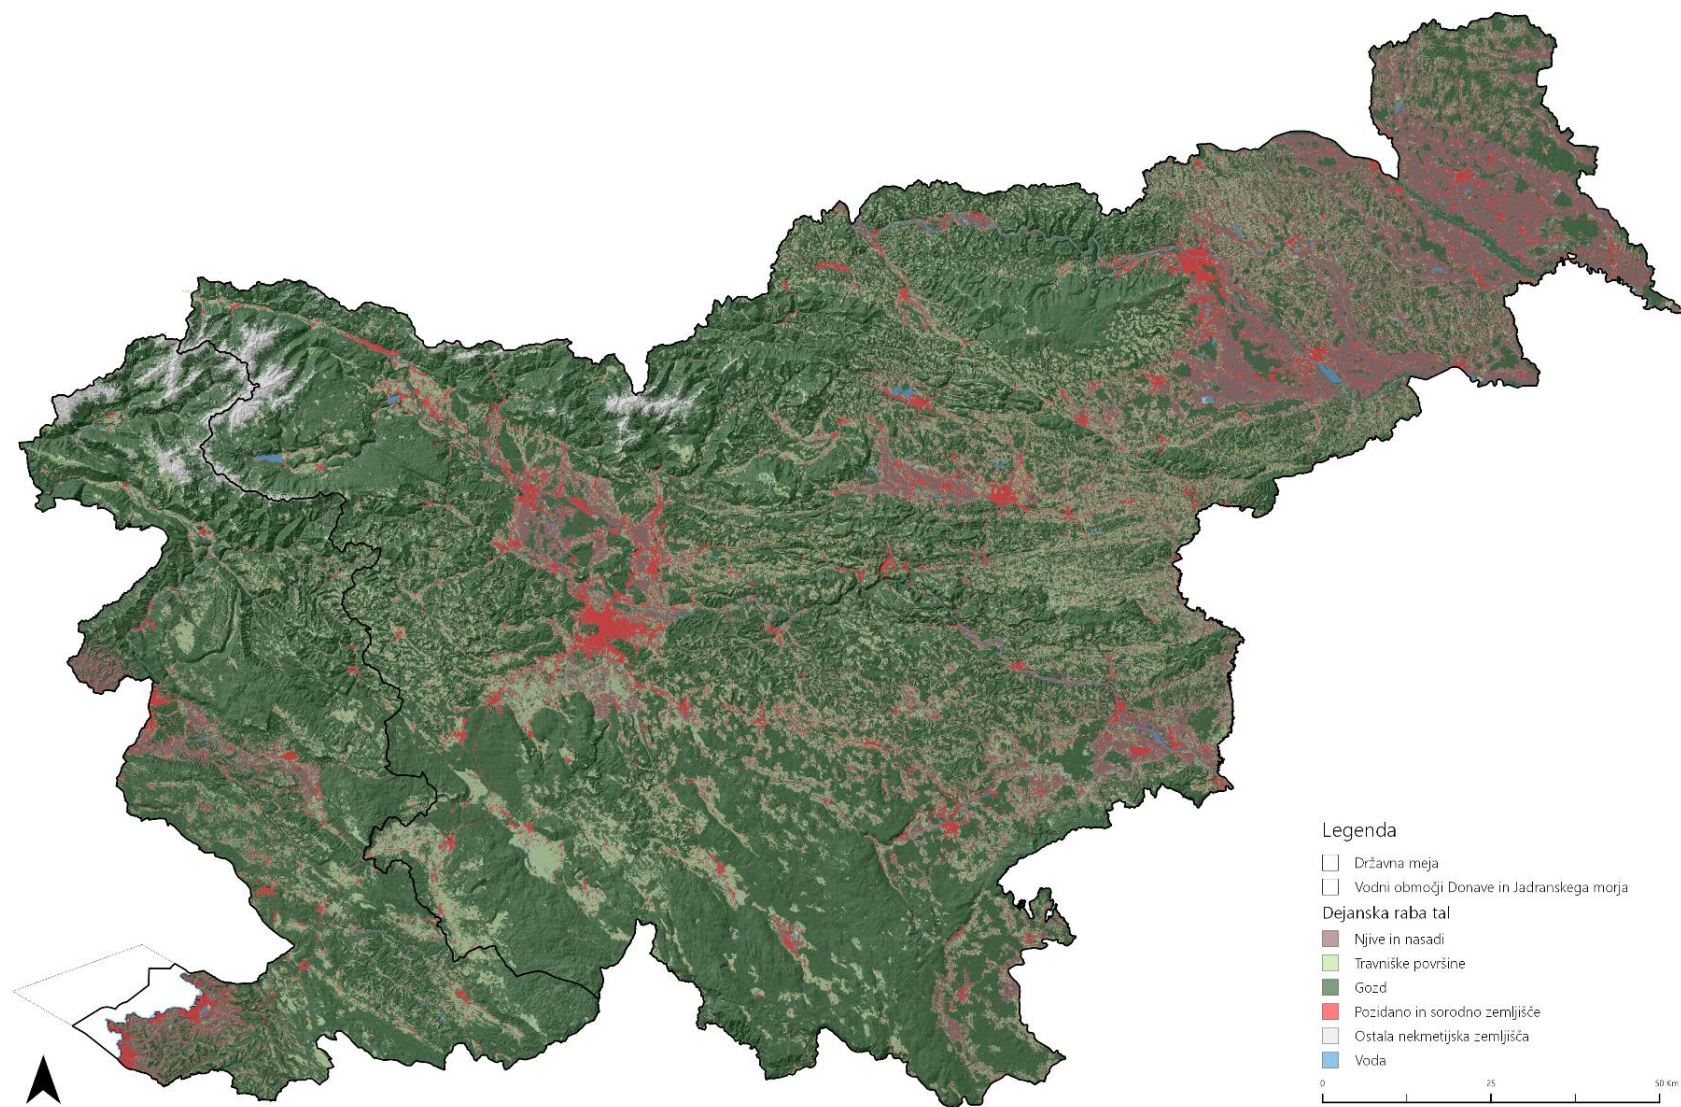 Legenda
Državna meja
Vodni območji Donave in Jadranskega morja
Dejanska raba tal
Njive in nasadi
Travniške površine
Gozd
Pozidano in sorodno zemljišče
Ostala nekmetijska zemljišča
Voda
0 25 50 Km